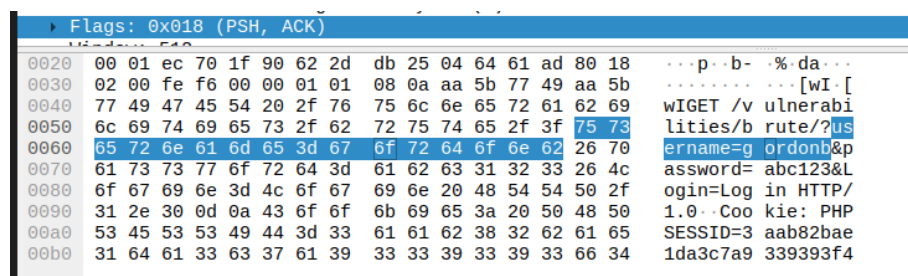 Flags: 0x018 (PSH, ACK)
0020 00 01 ec 70 1f 90 62 2d db 25 04 64 61 ad 80 18 ···p··b- ·%·da···
0030 02 00 fe f6 00 00 01 01 08 0a aa 5b 77 49 aa 5b ········ ···[wI·[
0040 77 49 47 45 54 20 2f 76 75 6c 6e 65 72 61 62 69 wIGET /v ulnerabi
0050 6c 69 74 69 65 73 2f 62 72 75 74 65 2f 3f 75 73 lities/b rute/?us
0060 65 72 6e 61 6d 65 3d 67 6f 72 64 6f 6e 62 26 70 ername=g ordonb&p
0070 61 73 73 77 6f 72 64 3d 61 62 63 31 32 33 26 4c assword= abc123&L
0080 6f 67 69 6e 3d 4c 6f 67 69 6e 20 48 54 54 50 2f ogin=Log in HTTP/
0090 31 2e 30 0d 0a 43 6f 6f 6b 69 65 3a 20 50 48 50 1.0··Coo kie: PHP
00a0 53 45 53 53 49 44 3d 33 61 61 62 38 32 62 61 65 SESSID=3 aab82bae
00b0 31 64 61 33 63 37 61 39 33 33 39 33 39 33 66 34 1da3c7a9 339393f4